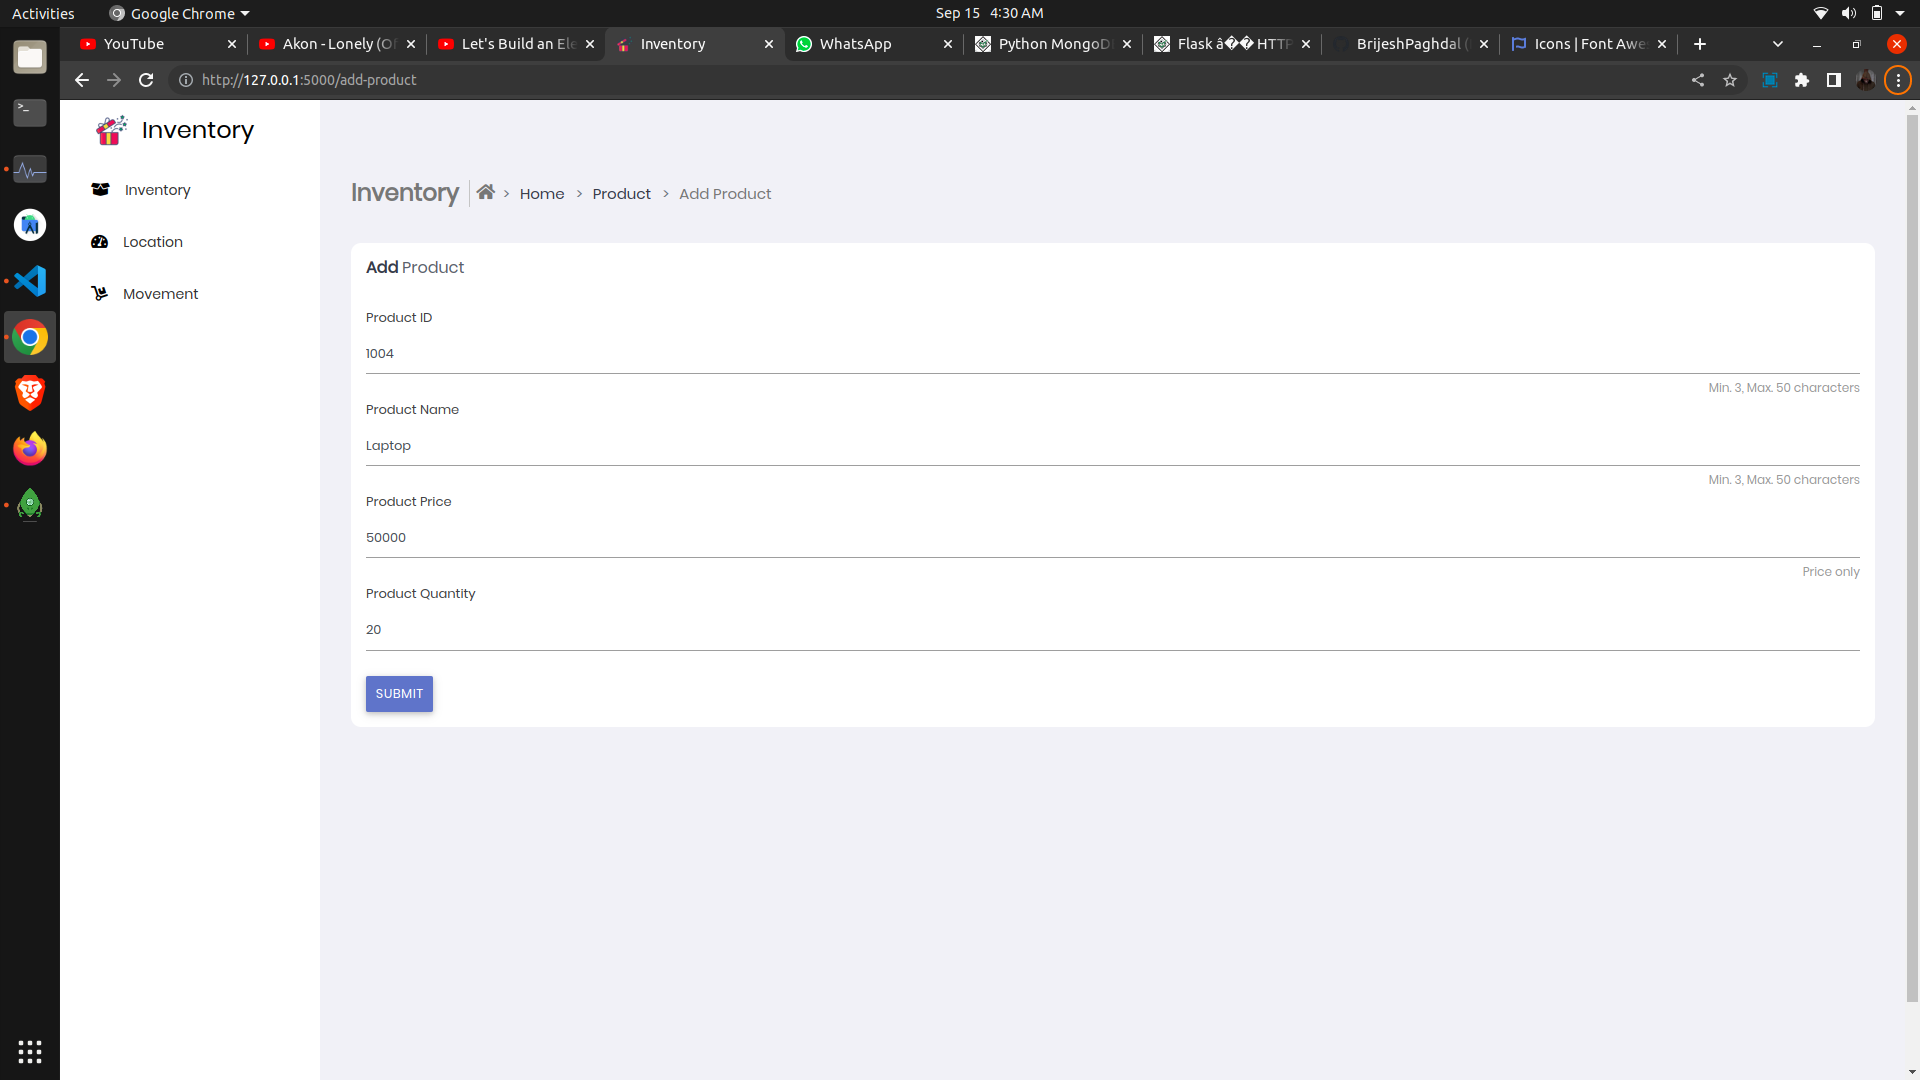 Activities
Google Chrome
Sep 15 4:30 AM
YouTube
Akon - Lonely (Of
Let's Build an Ele
Inventory
WhatsApp
Python MongoD
Flask â�� HTTP
BrijeshPaghdal (
Icons | Font Awe
http://127.0.0.1:5000/add-product
Inventory
Inventory
Location
Movement
Inventory > Home > Product > Add Product
Add Product
Product ID
1004
Min. 3, Max. 50 characters
Product Name
Laptop
Min. 3, Max. 50 characters
Product Price
50000
Price only
Product Quantity
20
SUBMIT